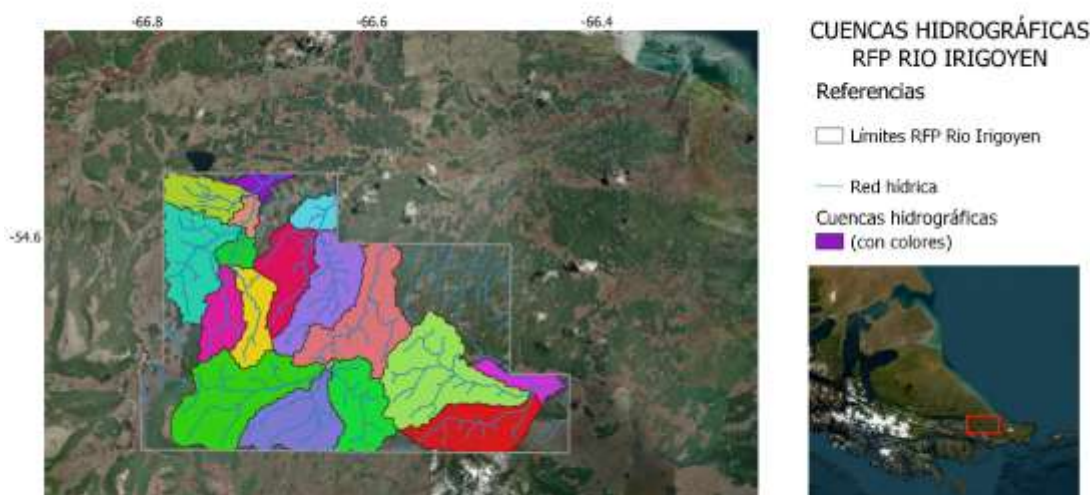 -66.8
-66.6
-66.4
-54.6
CUENCAS HIDROGRÁFICAS
RFP RIO IRIGOYEN
Referencias
Límites RFP Rio Irigoyen
Red hídrica
Cuencas hidrográficas
(con colores)